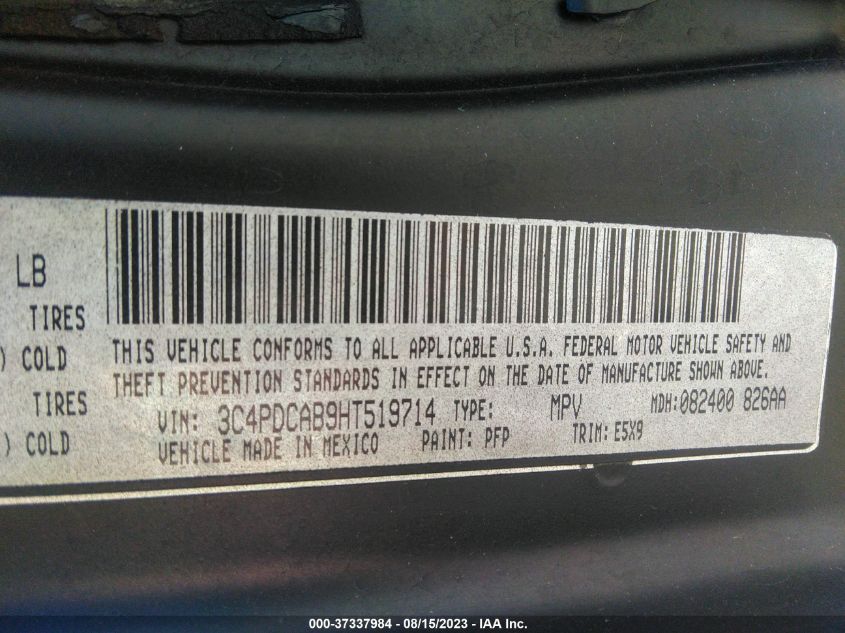 LB
TIRES
) COLD
TIRES
) COLD
THIS VEHICLE CONFORMS TO ALL APPLICABLE U.S.A. FEDERAL MOTOR VEHICLE SAFETY AND
THEFT PREVENTION STANDARDS IN EFFECT ON THE DATE OF MANUFACTURE SHOWN ABOVE.
VIN: 3C4PDCAB9HT519714 TYPE: MPV MDH:082400 826AA
VEHICLE MADE IN MEXICO PAINT: PFP TRIM: E5X9
000-37337984 - 08/15/2023 - IAA Inc.